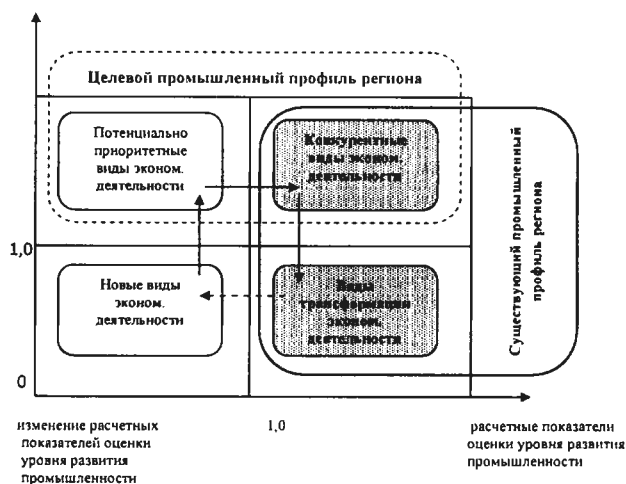 Целевой промышленный профиль региона
Потенциально
приоритетные
виды эконом.
деятельности
Конкурентные
виды эконом.
деятельности
Существующий промышленный
профиль региона
1,0
Новые виды
эконом.
деятельности
Виды
трансформации
эконом.
деятельности
0
изменение расчетных
показателей оценки
уровня развития
промышленности
1,0
расчетные показатели
оценки уровня развития
промышленности